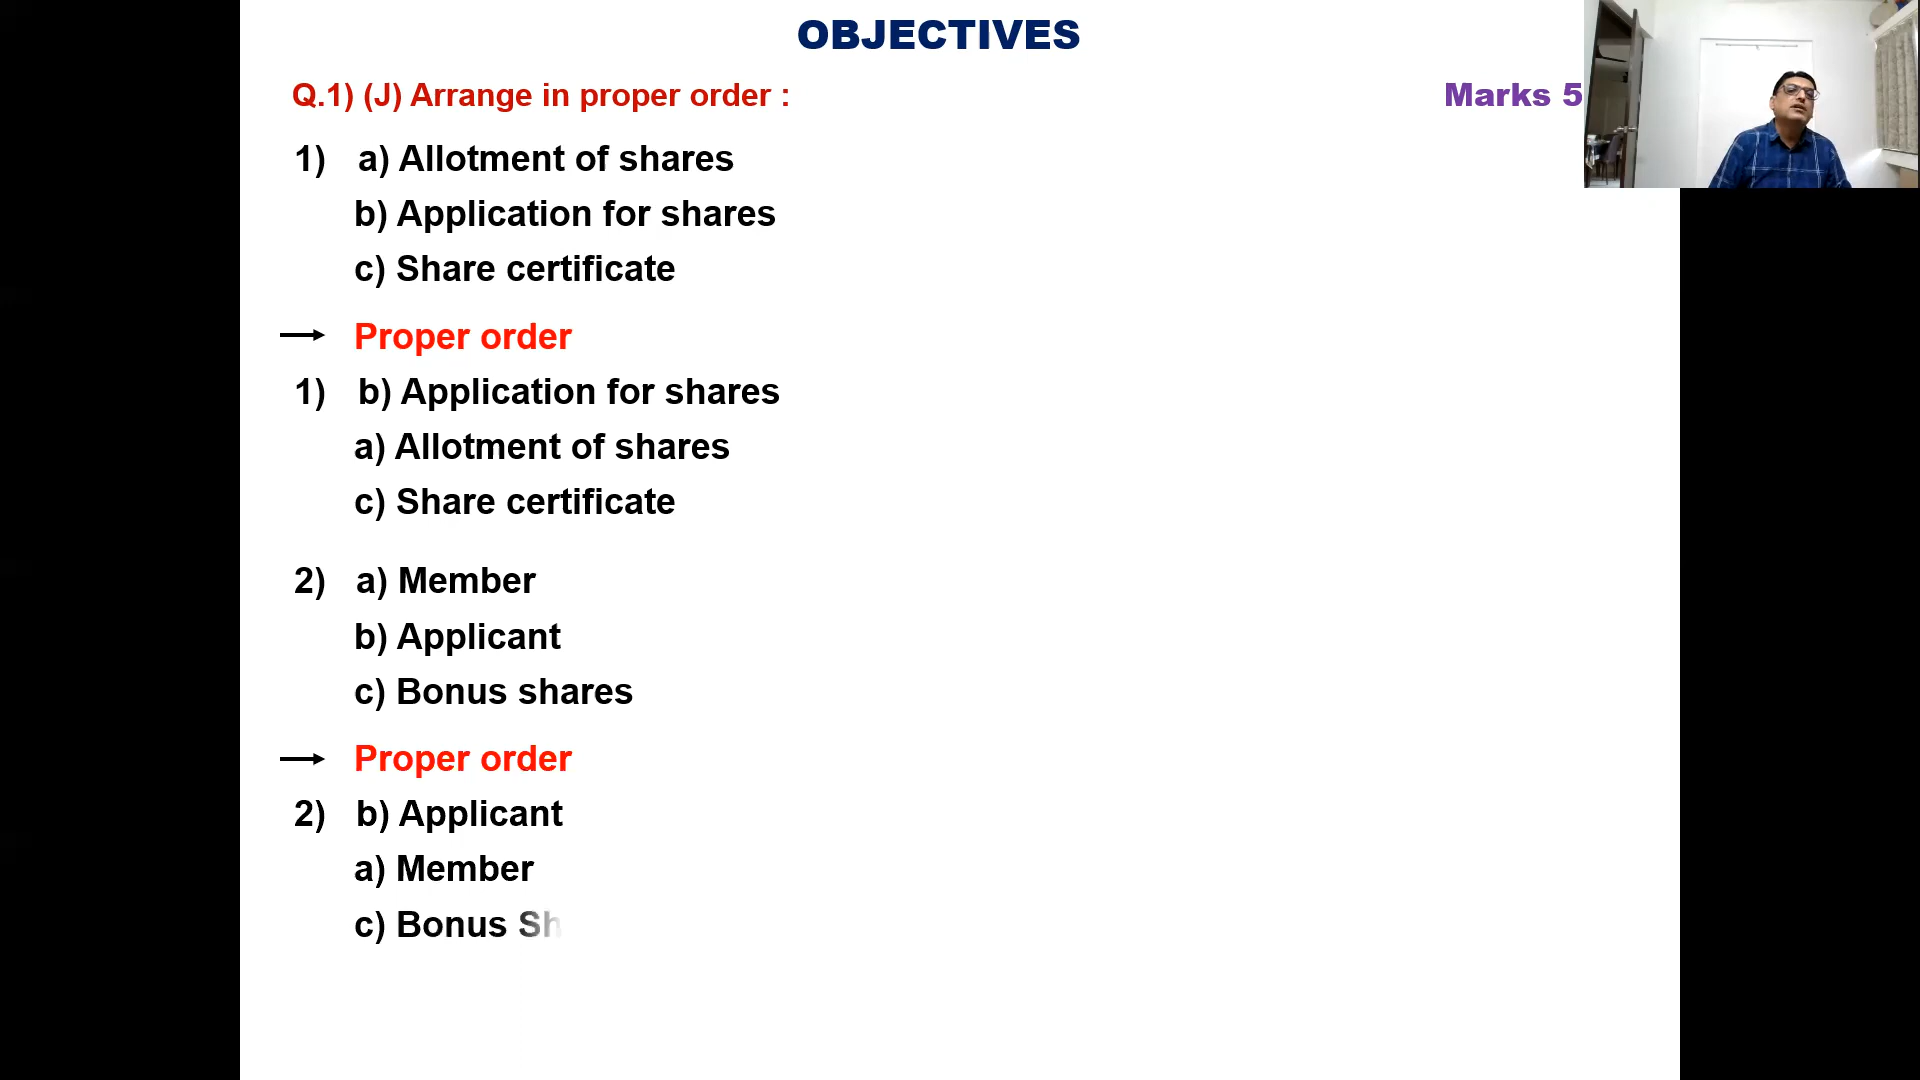 OBJECTIVES
Q.1) (J) Arrange in proper order :
Marks 5
1) a) Allotment of shares
b) Application for shares
c) Share certificate
Proper order
1) b) Application for shares
a) Allotment of shares
c) Share certificate
2) a) Member
b) Applicant
c) Bonus shares
Proper order
2) b) Applicant
a) Member
c) Bonus Sh